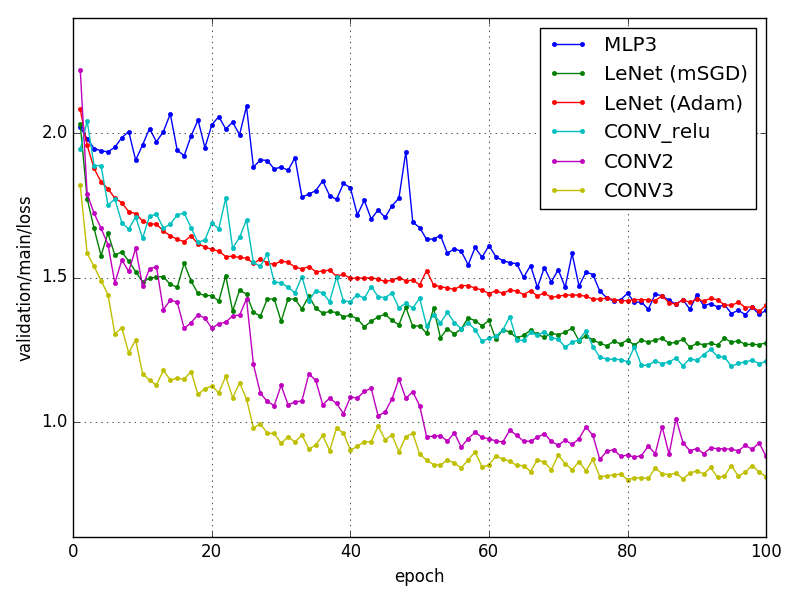 MLP3
LeNet (mSGD)
LeNet (Adam)
CONV_relu
CONV2
CONV3
validation/main/loss
2.0
1.5
1.0
0 20 40 60 80 100
epoch